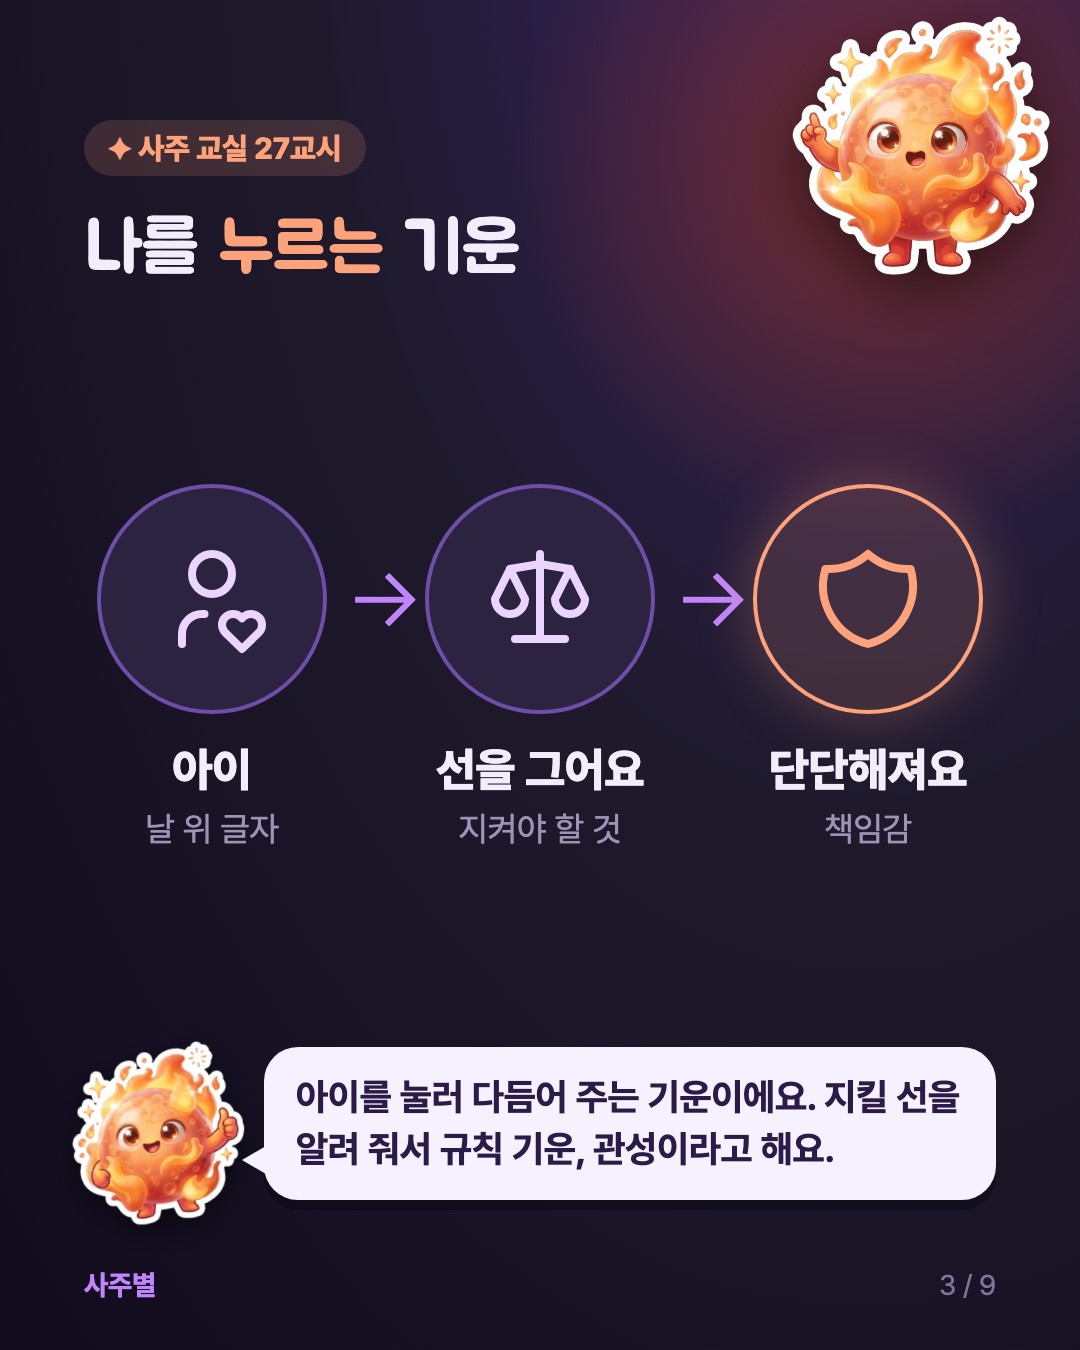 ✦ 사주 교실 27교시
나를 누르는 기운
아이
날 위 글자
선을 그어요
지켜야 할 것
단단해져요
책임감
아이를 눌러 다듬어 주는 기운이에요. 지킬 선을
알려 줘서 규칙 기운, 관성이라고 해요.
사주별
3 / 9